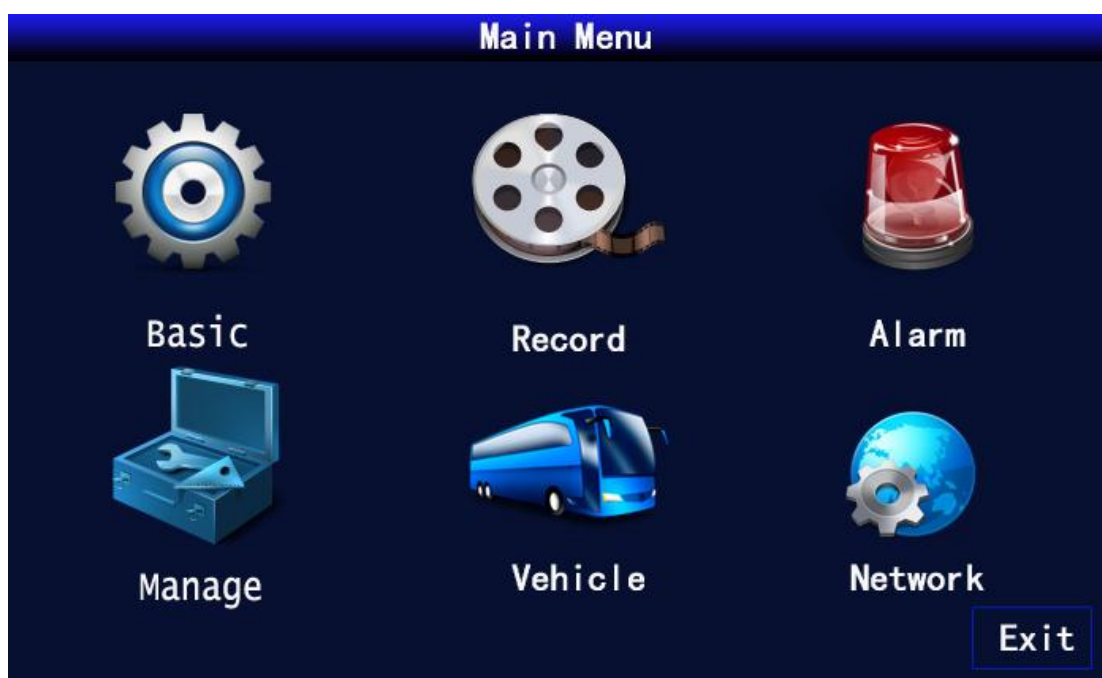 Main Menu
Basic
Record
Alarm
Manage
Vehicle
Network
Exit